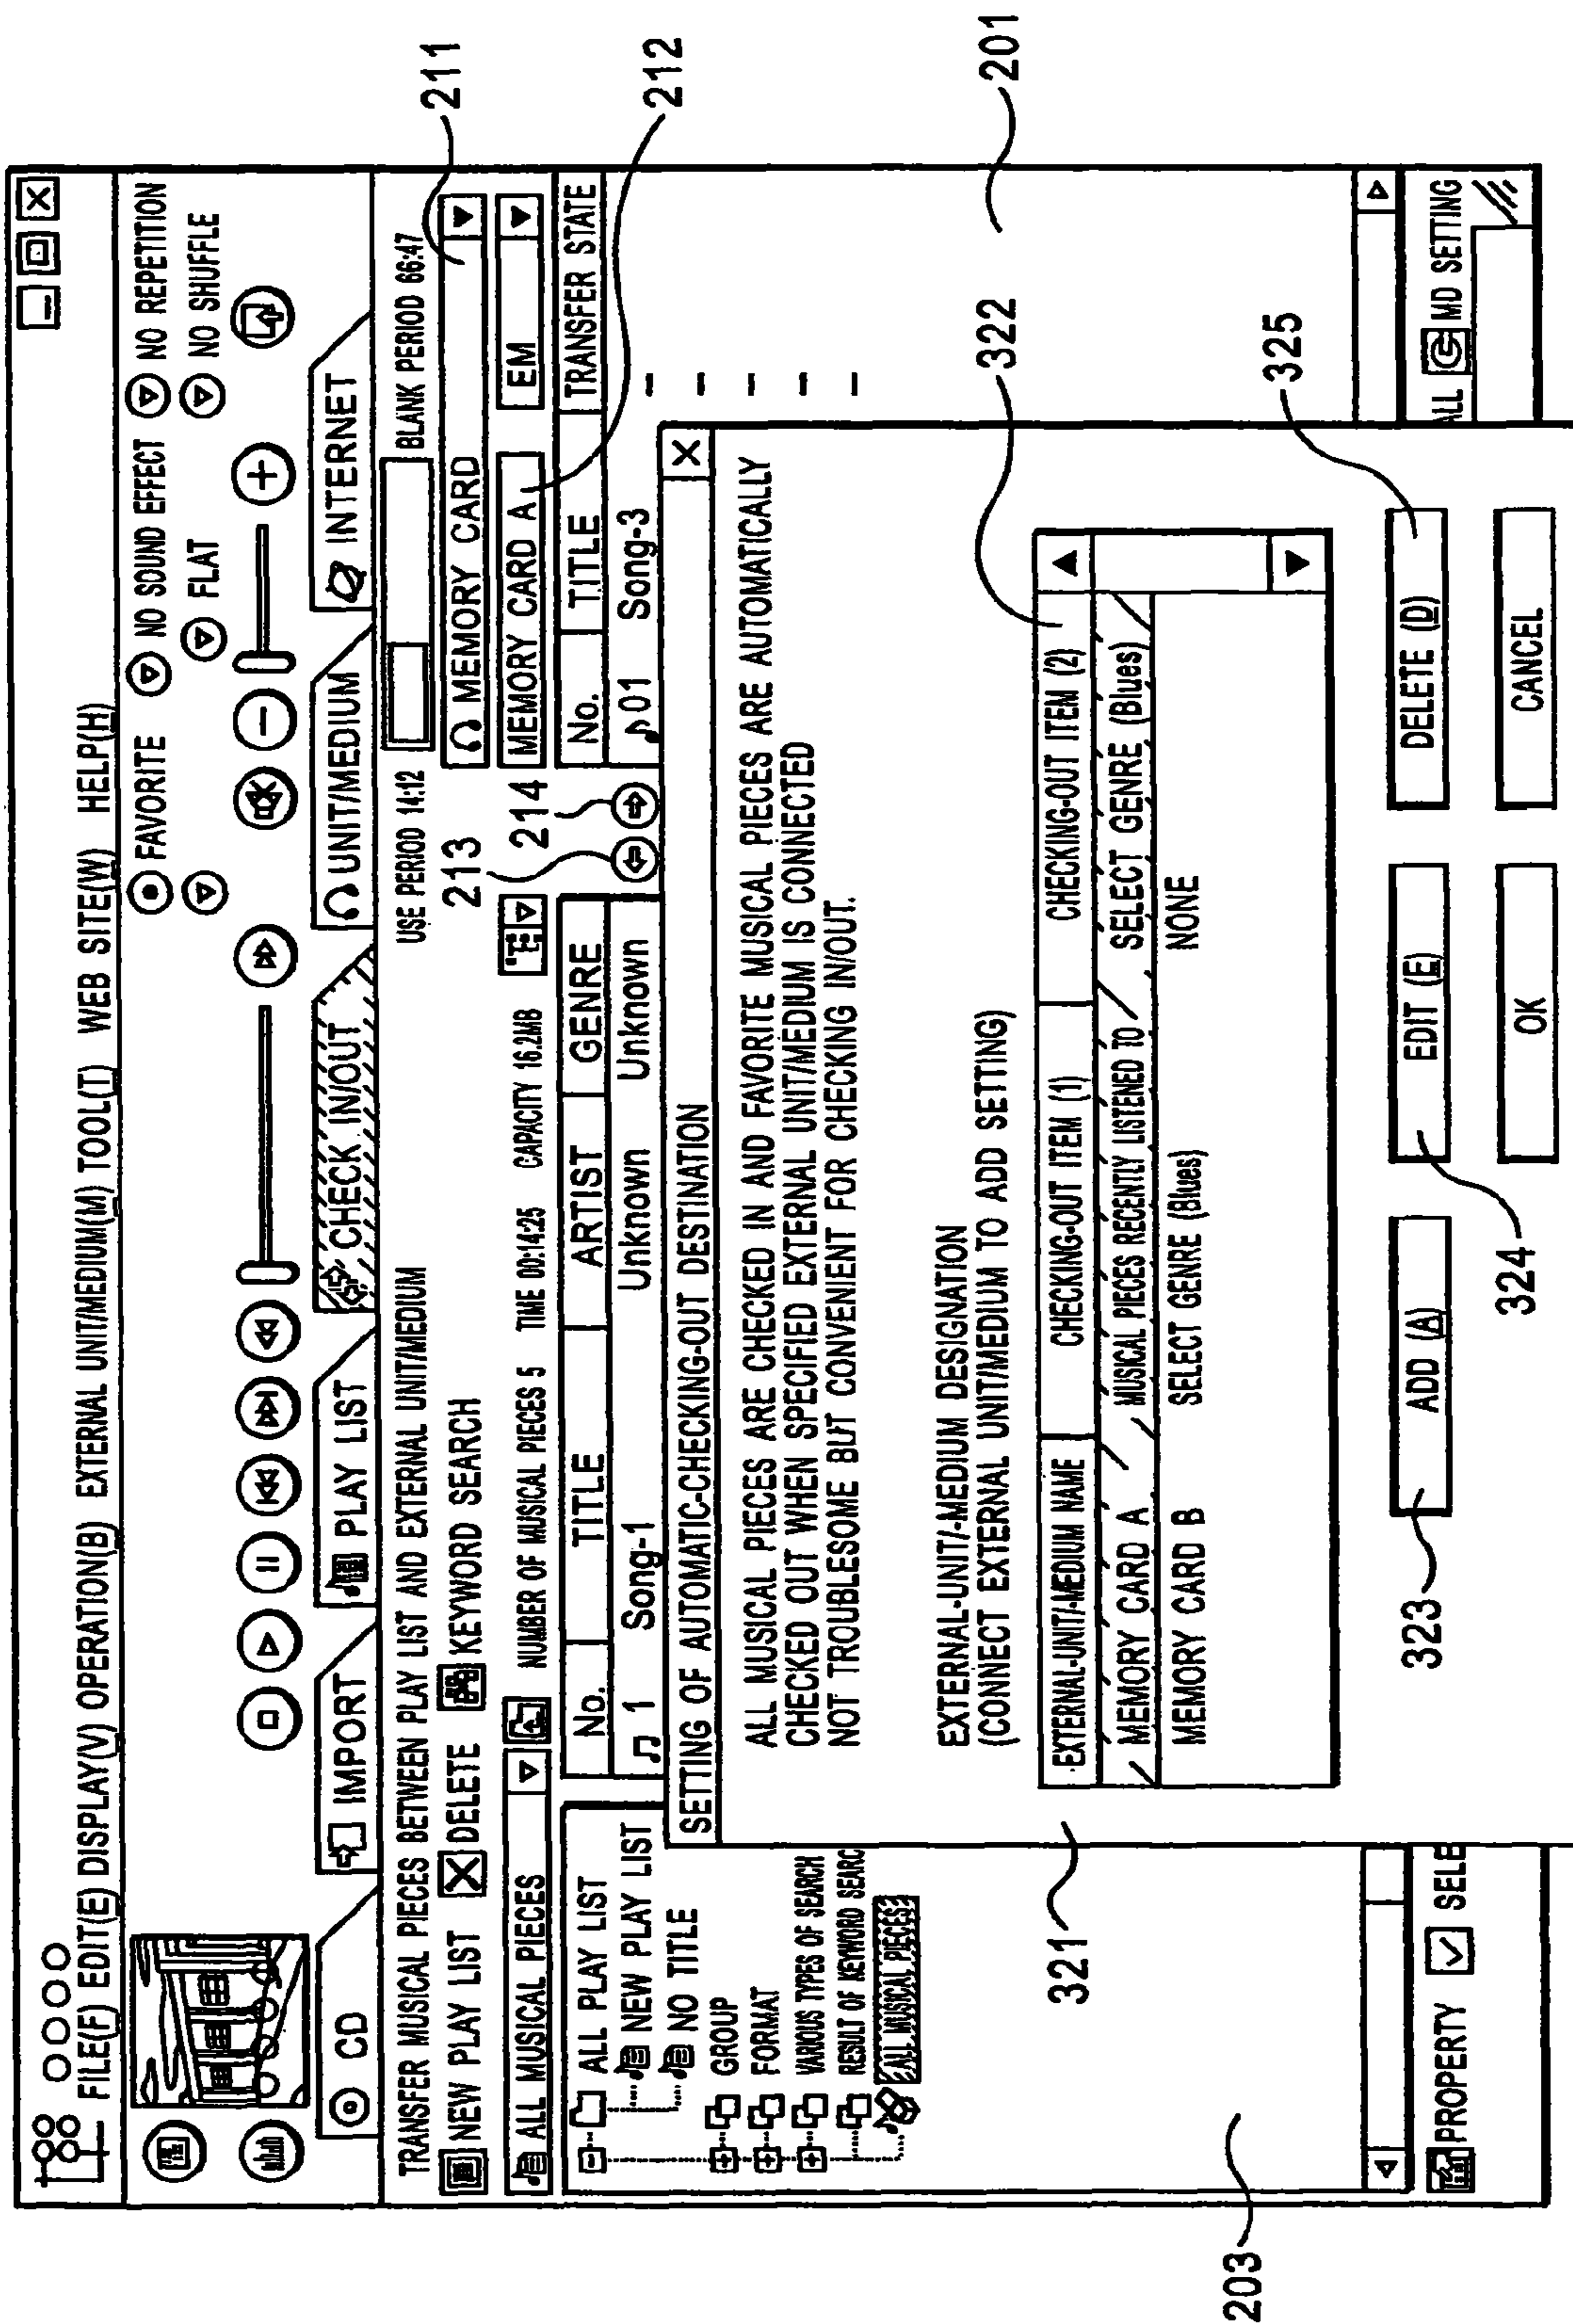 ○○○○
FILE(F) EDIT(E) DISPLAY(V) OPERATION(B) EXTERNAL UNIT/MEDIUM(M) TOOL(T) WEB SITE(W) HELP(H)
FAVORITE NO SOUND EFFECT NO REPETITION
FLAT NO SHUFFLE
CD IMPORT PLAY LIST CHECK IN/OUT UNIT/MEDIUM INTERNET
TRANSFER MUSICAL PIECES BETWEEN PLAY LIST AND EXTERNAL UNIT/MEDIUM
USE PERIOD 14:12 BLANK PERIOD 66:47
211
NEW PLAY LIST DELETE KEYWORD SEARCH
213
MEMORY CARD
ALL MUSICAL PIECES NUMBER OF MUSICAL PIECES 5 TIME 00:14:25 CAPACITY 16.2MB
214
MEMORY CARD A EM
212
No. TITLE ARTIST GENRE
No. TITLE TRANSFER STATE
1 Song-1 Unknown Unknown
01 Song-3
ALL PLAY LIST
NEW PLAY LIST
NO TITLE
GROUP
FORMAT
VARIOUS TYPES OF SEARCH
RESULT OF KEYWORD SEARC
ALL MUSICAL PIECES
SETTING OF AUTOMATIC-CHECKING-OUT DESTINATION X
ALL MUSICAL PIECES ARE CHECKED IN AND FAVORITE MUSICAL PIECES ARE AUTOMATICALLY
CHECKED OUT WHEN SPECIFIED EXTERNAL UNIT/MEDIUM IS CONNECTED
NOT TROUBLESOME BUT CONVENIENT FOR CHECKING IN/OUT.
EXTERNAL-UNIT/-MEDIUM DESIGNATION
(CONNECT EXTERNAL UNIT/MEDIUM TO ADD SETTING)
201
322
321
EXTERNAL-UNIT/-MEDIUM NAME CHECKING-OUT ITEM (1) CHECKING-OUT ITEM (2)
MEMORY CARD A MUSICAL PIECES RECENTLY LISTENED TO SELECT GENRE (Blues)
MEMORY CARD B SELECT GENRE (Blues) NONE
203
325
ADD (A) EDIT (E) DELETE (D)
323
324
OK CANCEL
PROPERTY SELE
ALL MD SETTING